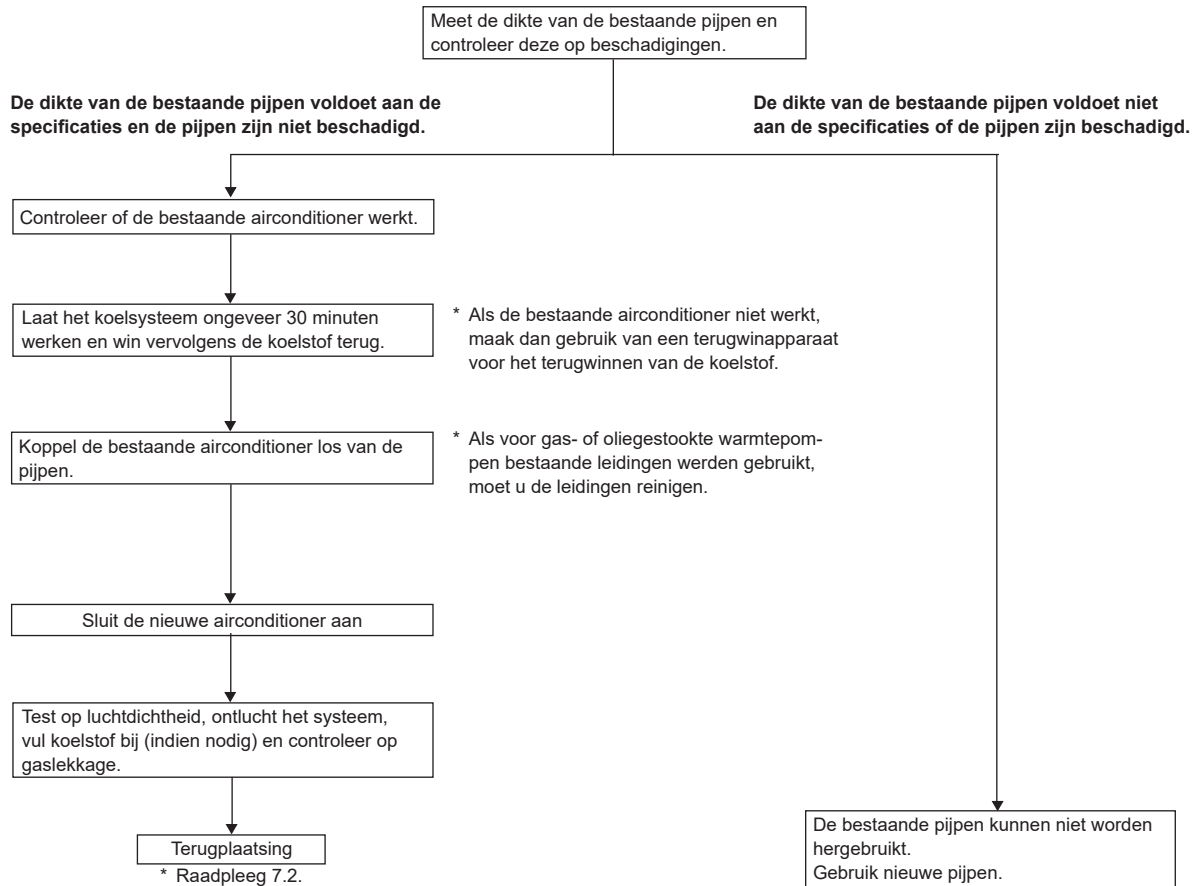 Meet de dikte van de bestaande pijpen en
controleer deze op beschadigingen.
De dikte van de bestaande pijpen voldoet aan de
specificaties en de pijpen zijn niet beschadigd.
De dikte van de bestaande pijpen voldoet niet
aan de specificaties of de pijpen zijn beschadigd.
Controleer of de bestaande airconditioner werkt.
Laat het koelsysteem ongeveer 30 minuten
werken en win vervolgens de koelstof terug.
* Als de bestaande airconditioner niet werkt,
maak dan gebruik van een terugwinapparaat
voor het terugwinnen van de koelstof.
Koppel de bestaande airconditioner los van de
pijpen.
* Als voor gas- of oliegestookte warmtepom-
pen bestaande leidingen werden gebruikt,
moet u de leidingen reinigen.
Sluit de nieuwe airconditioner aan
Test op luchtdichtheid, ontlucht het systeem,
vul koelstof bij (indien nodig) en controleer op
gaslekkage.
Terugplaatsing
* Raadpleeg 7.2.
De bestaande pijpen kunnen niet worden
hergebruikt.
Gebruik nieuwe pijpen.